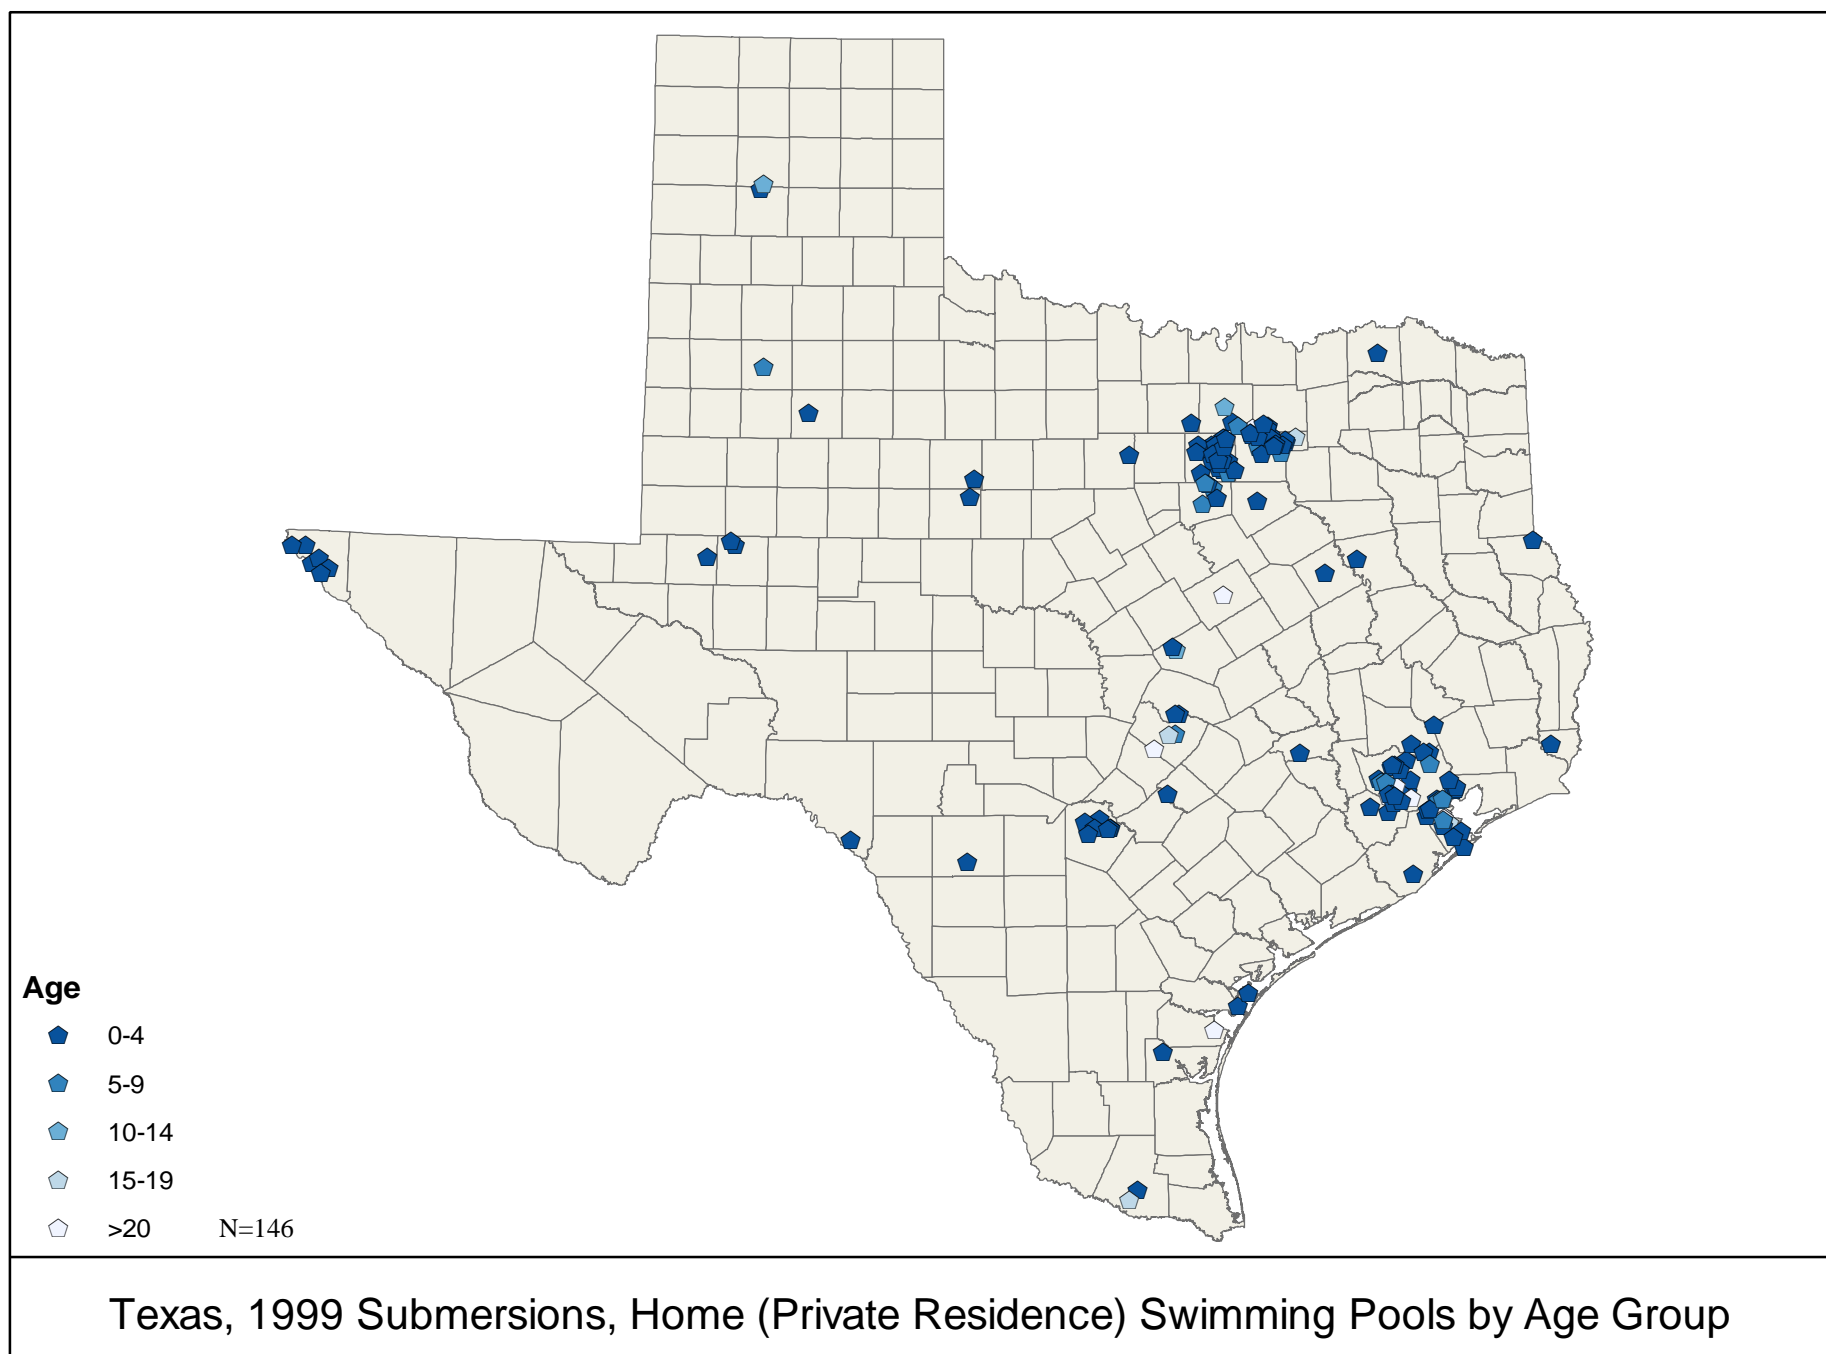 Age
0-4
5-9
10-14
15-19
>20 N=146
Texas, 1999 Submersions, Home (Private Residence) Swimming Pools by Age Group